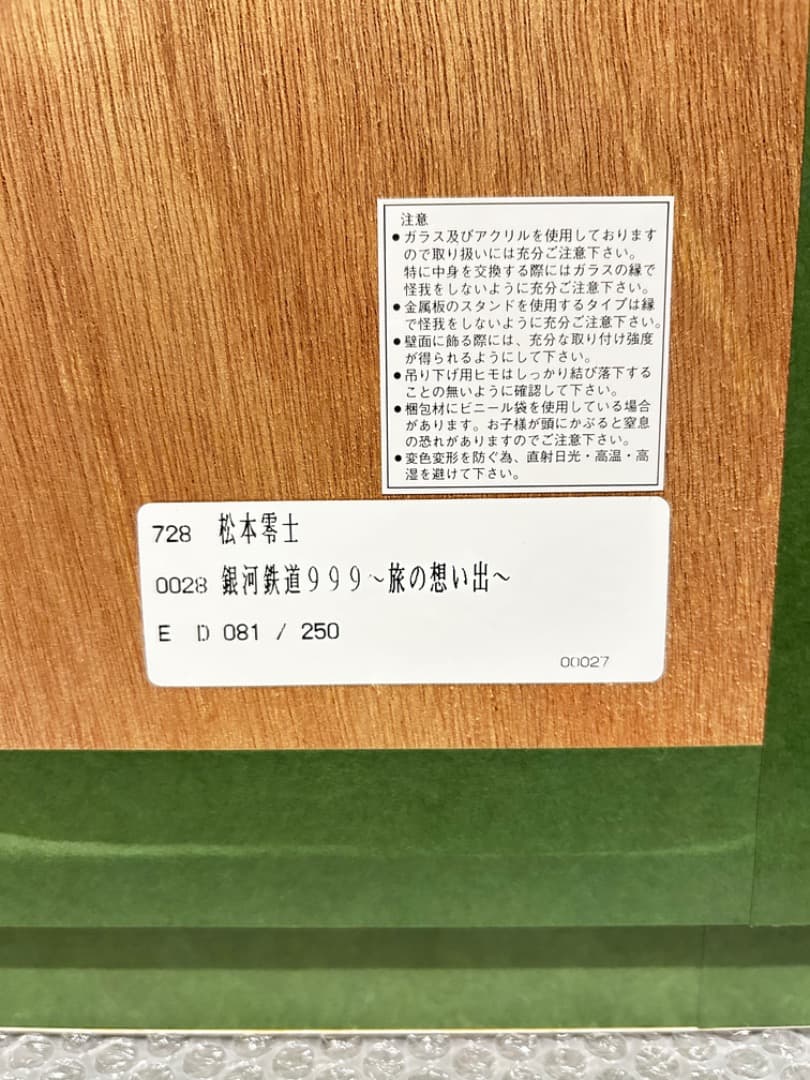 注意
●ガラス及びアクリルを使用しております
ので取り扱いには充分ご注意下さい。
特に中身を交換する際にはガラスの縁で
怪我をしないように充分ご注意下さい。
●金属板のスタンドを使用するタイプは縁
で怪我をしないように充分ご注意下さい。
●壁面に飾る際には、充分な取り付け強度
が得られるようにして下さい。
●吊り下げ用ヒモはしっかり結び落下する
ことの無いように確認して下さい。
●梱包材にビニール袋を使用している場合
があります。お子様が頭にかぶると窒息
の恐れがありますのでご注意下さい。
●変色変形を防ぐ為、直射日光・高温・高
湿を避けて下さい。
728 松本零士
0028 銀河鉄道999～旅の想い出～
E D 081 / 250
00027